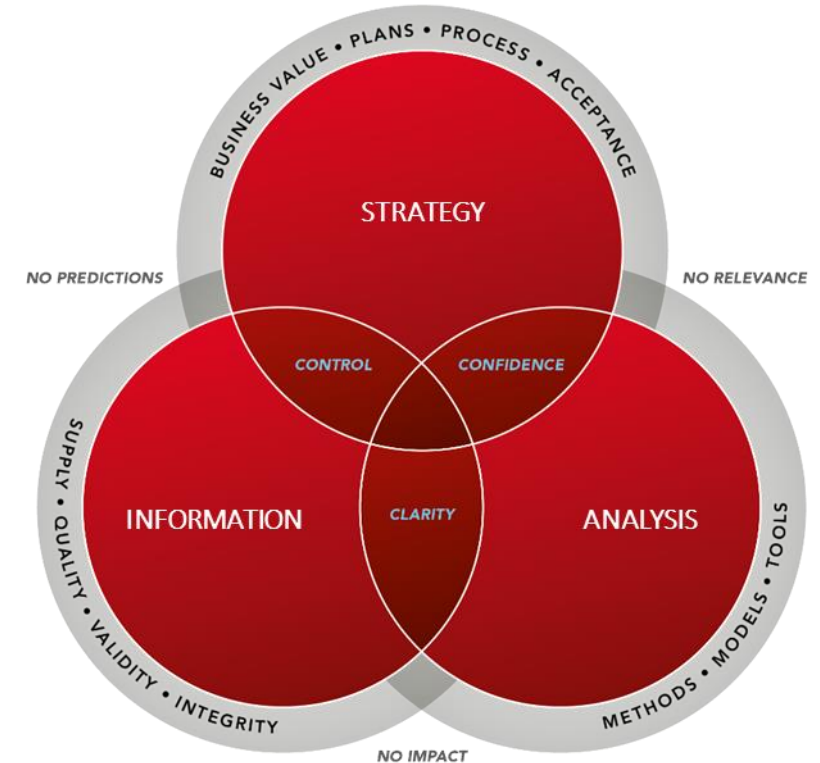 BUSINESS VALUE • PLANS • PROCESS • ACCEPTANCE
STRATEGY
NO PREDICTIONS
NO RELEVANCE
CONTROL
CONFIDENCE
SUPPLY • QUALITY • VALIDITY • INTEGRITY
INFORMATION
CLARITY
ANALYSIS
METHODS • MODELS • TOOLS
NO IMPACT